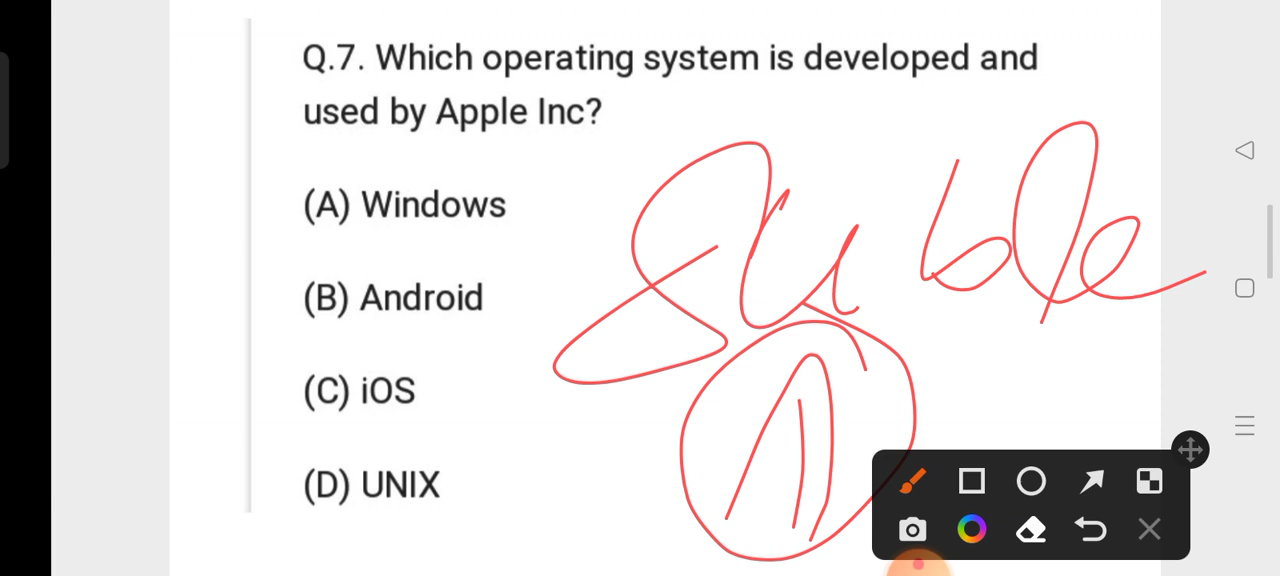 Q.7. Which operating system is developed and
used by Apple Inc?
(A) Windows
(B) Android
(C) iOS
(D) UNIX